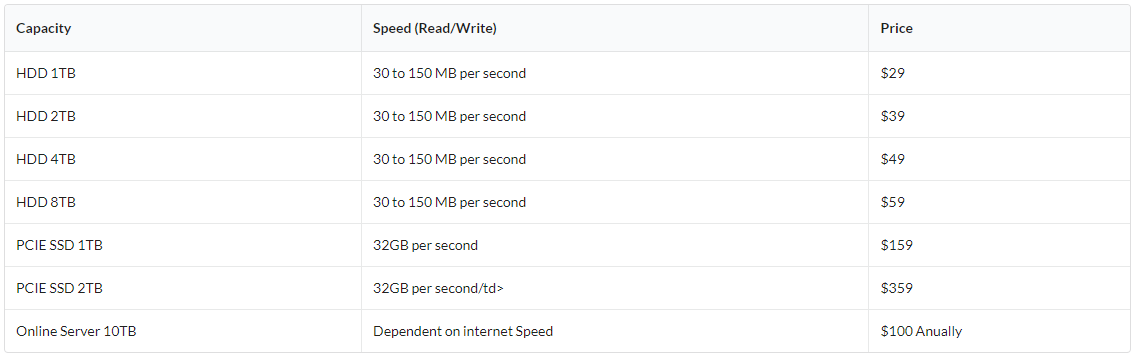 Capacity Speed (Read/Write) Price
HDD 1TB 30 to 150 MB per second $29
HDD 2TB 30 to 150 MB per second $39
HDD 4TB 30 to 150 MB per second $49
HDD 8TB 30 to 150 MB per second $59
PCIE SSD 1TB 32GB per second $159
PCIE SSD 2TB 32GB per second/td> $359
Online Server 10TB Dependent on internet Speed $100 Anually